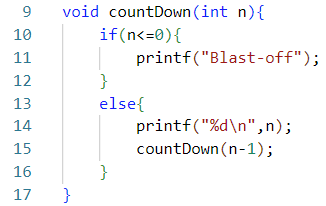 9 void countDown(int n){
10 if(n<=0){
11 printf("Blast-off");
12 }
13 else{
14 printf("%d\n",n);
15 countDown(n-1);
16 }
17 }